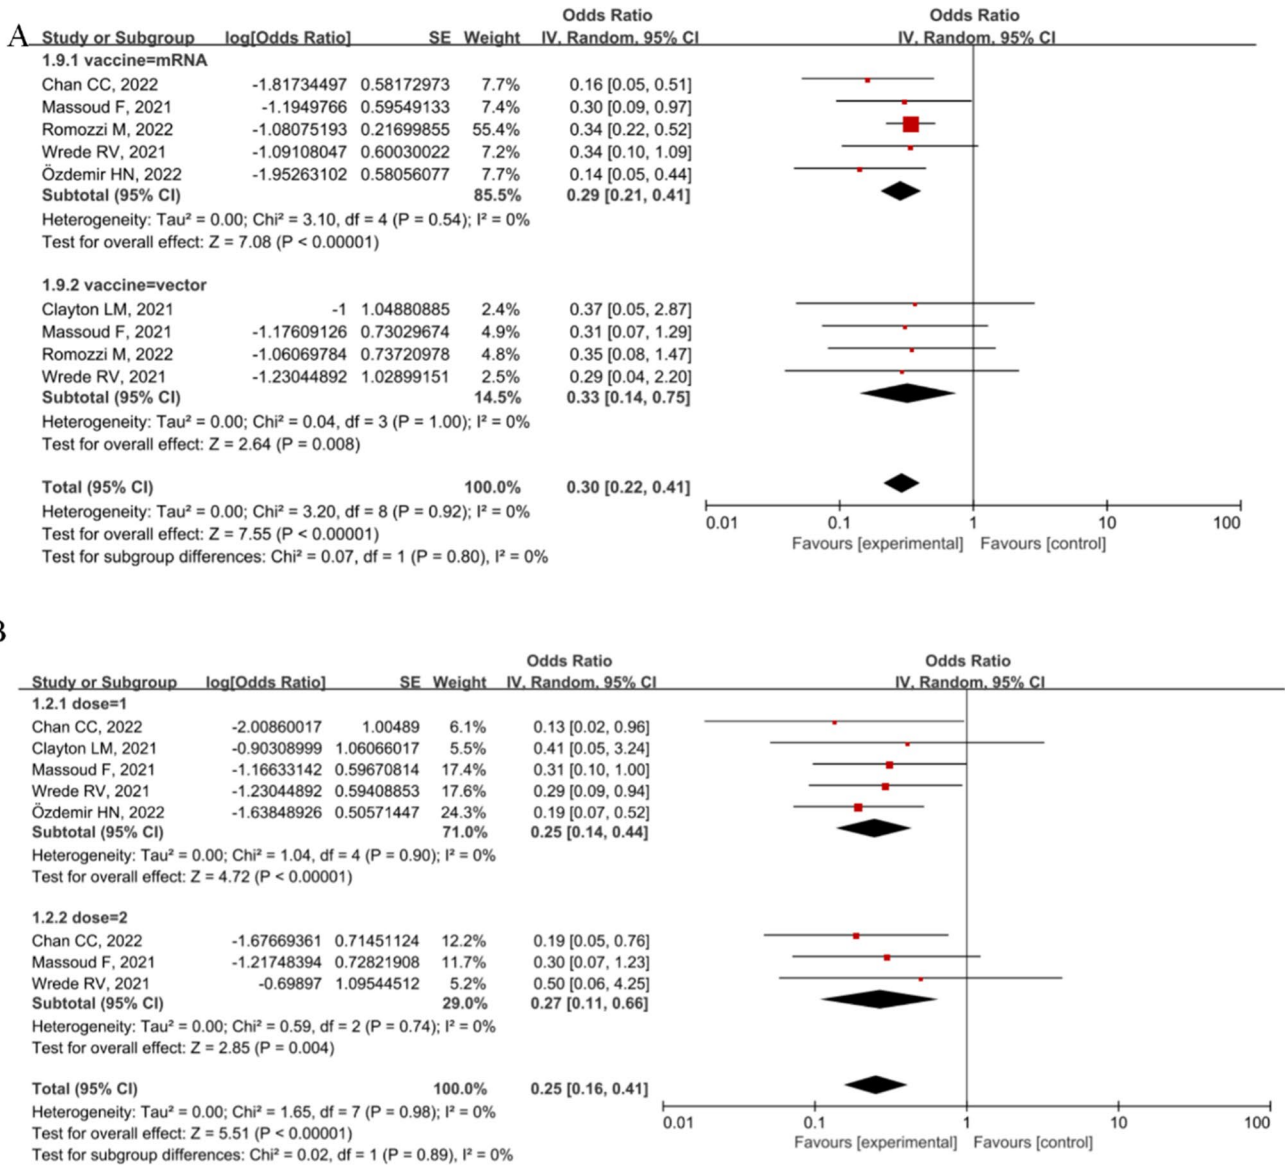 A
Odds Ratio Odds Ratio
Study or Subgroup log[Odds Ratio] SE Weight IV, Random, 95% CI IV, Random, 95% CI
1.9.1 vaccine=mRNA
Chan CC, 2022 -1.81734497 0.58172973 7.7% 0.16 [0.05, 0.51]
Massoud F, 2021 -1.1949766 0.59549133 7.4% 0.30 [0.09, 0.97]
Romozzi M, 2022 -1.08075193 0.21699855 55.4% 0.34 [0.22, 0.52]
Wrede RV, 2021 -1.09108047 0.60030022 7.2% 0.34 [0.10, 1.09]
Özdemir HN, 2022 -1.95263102 0.58056077 7.7% 0.14 [0.05, 0.44]
Subtotal (95% CI) 85.5% 0.29 [0.21, 0.41]
Heterogeneity: Tau² = 0.00; Chi² = 3.10, df = 4 (P = 0.54); I² = 0%
Test for overall effect: Z = 7.08 (P < 0.00001)
1.9.2 vaccine=vector
Clayton LM, 2021 -1 1.04880885 2.4% 0.37 [0.05, 2.87]
Massoud F, 2021 -1.17609126 0.73029674 4.9% 0.31 [0.07, 1.29]
Romozzi M, 2022 -1.06069784 0.73720978 4.8% 0.35 [0.08, 1.47]
Wrede RV, 2021 -1.23044892 1.02899151 2.5% 0.29 [0.04, 2.20]
Subtotal (95% CI) 14.5% 0.33 [0.14, 0.75]
Heterogeneity: Tau² = 0.00; Chi² = 0.04, df = 3 (P = 1.00); I² = 0%
Test for overall effect: Z = 2.64 (P = 0.008)
Total (95% CI) 100.0% 0.30 [0.22, 0.41]
Heterogeneity: Tau² = 0.00; Chi² = 3.20, df = 8 (P = 0.92); I² = 0%
Test for overall effect: Z = 7.55 (P < 0.00001)
Test for subgroup differences: Chi² = 0.07, df = 1 (P = 0.80), I² = 0%
0.01 0.1 1 10 100
Favours [experimental] Favours [control]
B
Odds Ratio Odds Ratio
Study or Subgroup log[Odds Ratio] SE Weight IV, Random, 95% CI IV, Random, 95% CI
1.2.1 dose=1
Chan CC, 2022 -2.00860017 1.00489 6.1% 0.13 [0.02, 0.96]
Clayton LM, 2021 -0.90308999 1.06066017 5.5% 0.41 [0.05, 3.24]
Massoud F, 2021 -1.16633142 0.59670814 17.4% 0.31 [0.10, 1.00]
Wrede RV, 2021 -1.23044892 0.59408853 17.6% 0.29 [0.09, 0.94]
Özdemir HN, 2022 -1.63848926 0.50571447 24.3% 0.19 [0.07, 0.52]
Subtotal (95% CI) 71.0% 0.25 [0.14, 0.44]
Heterogeneity: Tau² = 0.00; Chi² = 1.04, df = 4 (P = 0.90); I² = 0%
Test for overall effect: Z = 4.72 (P < 0.00001)
1.2.2 dose=2
Chan CC, 2022 -1.67669361 0.71451124 12.2% 0.19 [0.05, 0.76]
Massoud F, 2021 -1.21748394 0.72821908 11.7% 0.30 [0.07, 1.23]
Wrede RV, 2021 -0.69897 1.09544512 5.2% 0.50 [0.06, 4.25]
Subtotal (95% CI) 29.0% 0.27 [0.11, 0.66]
Heterogeneity: Tau² = 0.00; Chi² = 0.59, df = 2 (P = 0.74); I² = 0%
Test for overall effect: Z = 2.85 (P = 0.004)
Total (95% CI) 100.0% 0.25 [0.16, 0.41]
Heterogeneity: Tau² = 0.00; Chi² = 1.65, df = 7 (P = 0.98); I² = 0%
Test for overall effect: Z = 5.51 (P < 0.00001)
Test for subgroup differences: Chi² = 0.02, df = 1 (P = 0.89), I² = 0%
0.01 0.1 1 10 100
Favours [experimental] Favours [control]